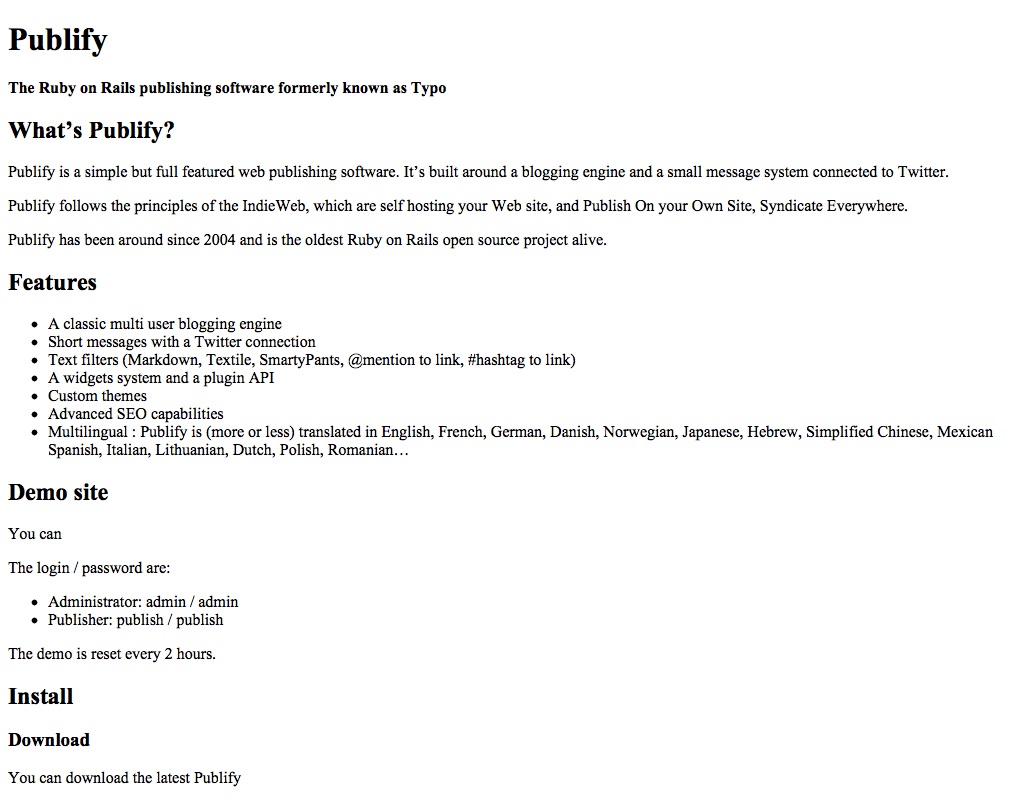 Publify
The Ruby on Rails publishing software formerly known as Typo
What’s Publify?
Publify is a simple but full featured web publishing software. It’s built around a blogging engine and a small message system connected to Twitter.
Publify follows the principles of the IndieWeb, which are self hosting your Web site, and Publish On your Own Site, Syndicate Everywhere.
Publify has been around since 2004 and is the oldest Ruby on Rails open source project alive.
Features
• A classic multi user blogging engine
• Short messages with a Twitter connection
• Text filters (Markdown, Textile, SmartyPants, @mention to link, #hashtag to link)
• A widgets system and a plugin API
• Custom themes
• Advanced SEO capabilities
• Multilingual : Publify is (more or less) translated in English, French, German, Danish, Norwegian, Japanese, Hebrew, Simplified Chinese, Mexican
Spanish, Italian, Lithuanian, Dutch, Polish, Romanian…
Demo site
You can
The login / password are:
• Administrator: admin / admin
• Publisher: publish / publish
The demo is reset every 2 hours.
Install
Download
You can download the latest Publify